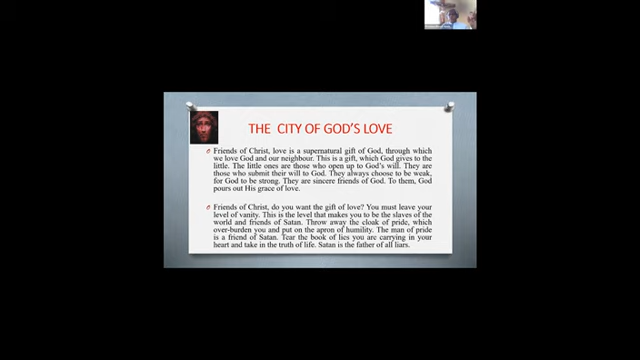 THE CITY OF GOD'S LOVE
Friends of Christ, love is a supernatural gift of God, through which
we love God and our neighbour. This is a gift, which God gives to the
little. The little ones are those who open up to God's will. They are
those who submit their will to God. They always choose to be weak,
for God to be strong. They are sincere friends of God. To them, God
pours out His grace of love.
Friends of Christ, do you want the gift of love? You must leave your
level of vanity. This is the level that makes you to be the slaves of the
world and friends of Satan. Throw away the cloak of pride, which
over-burden you and put on the apron of humility. The man of pride
is a friend of Satan. Tear the book of lies you are carrying in your
heart and take in the truth of life. Satan is the father of all liars.